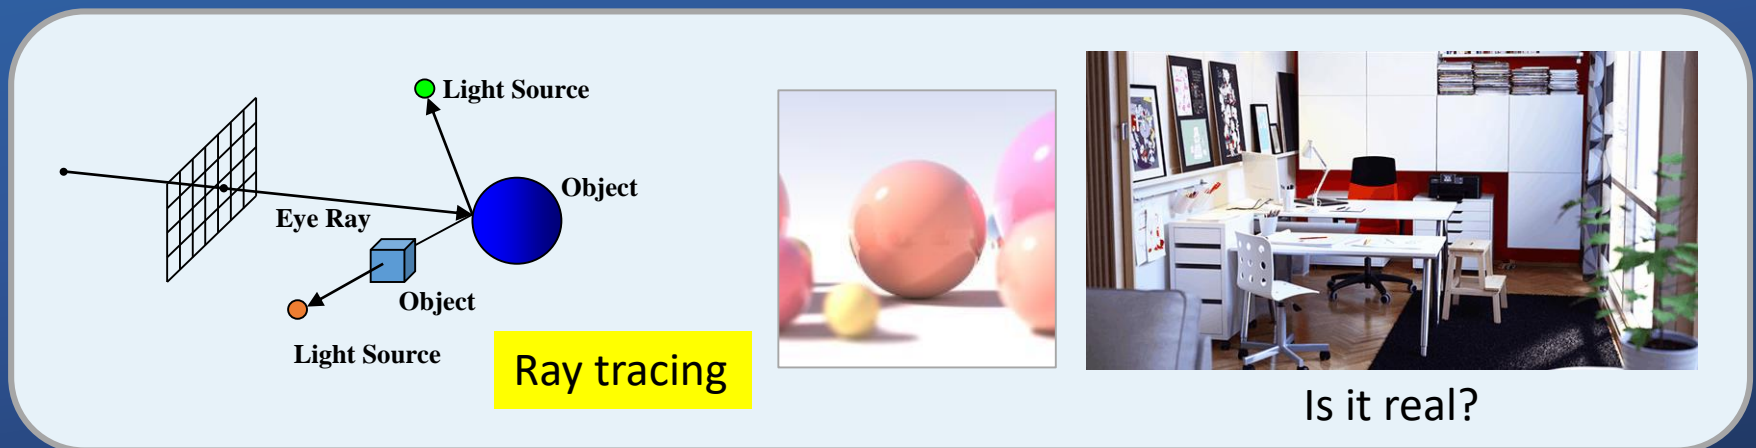 Light Source
Object
Eye Ray
Object
Light Source
Ray tracing
Is it real?